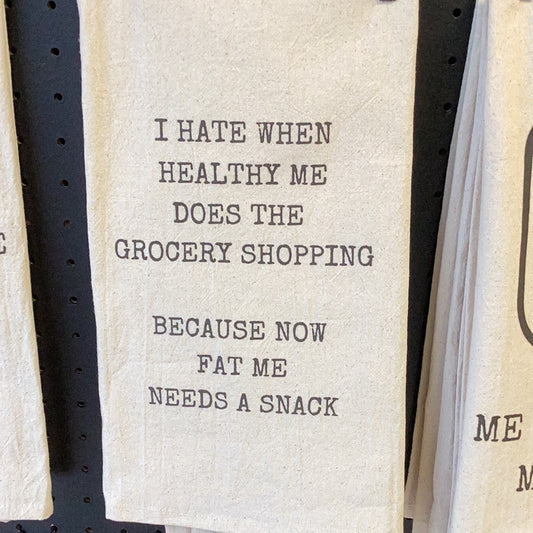 I HATE WHEN
HEALTHY ME
DOES THE
GROCERY SHOPPING
BECAUSE NOW
FAT ME
NEEDS A SNACK
ME